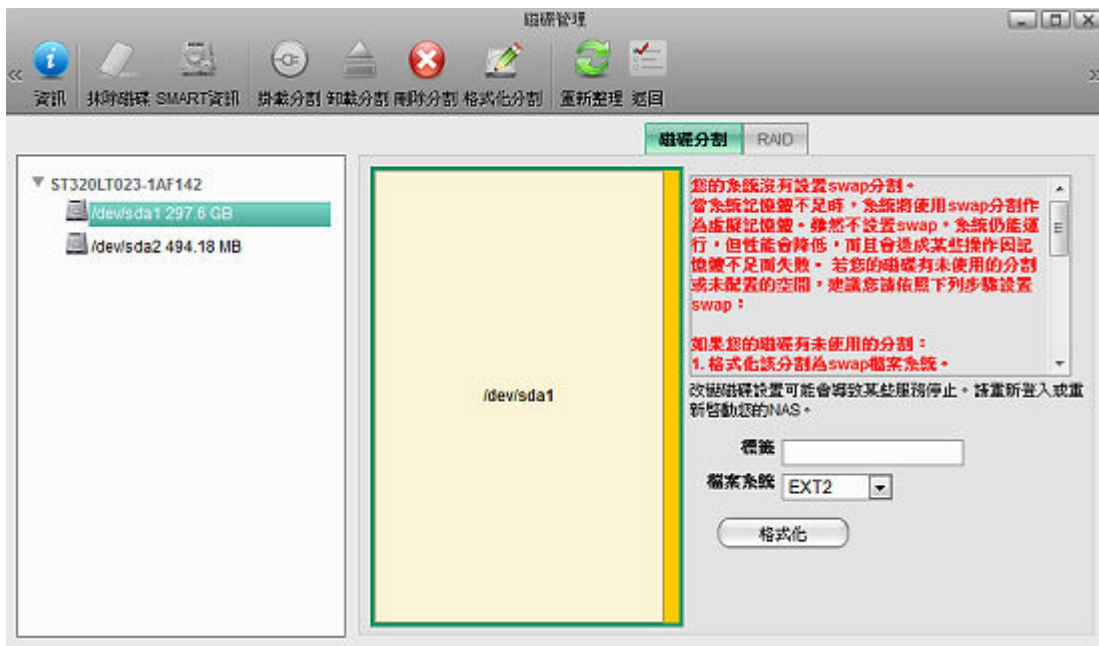 磁碟管理
資訊 抹除磁碟 SMART資訊 掛載分割 卸載分割 刪除分割 格式化分割 重新整理 返回
磁碟分割 RAID
ST320LT023-1AF142
/dev/sda1 297.6 GB
/dev/sda2 494.18 MB
/dev/sda1
您的系統沒有設置swap分割。
當系統記憶體不足時，系統將使用swap分割作
為虛擬記憶體。雖然不設置swap，系統仍能運
行，但性能會降低，而且會造成某些操作因記
憶體不足而失敗。若您的磁碟有未使用的分割
或未配置的空間，建議您請依照下列步驟設置
swap：
如果您的磁碟有未使用的分割：
1. 格式化該分割為swap檔案系統。
改變磁碟設置可能會導致某些服務停止。請重新登入或重
新啓動您的NAS。
標籤
檔案系統 EXT2
格式化